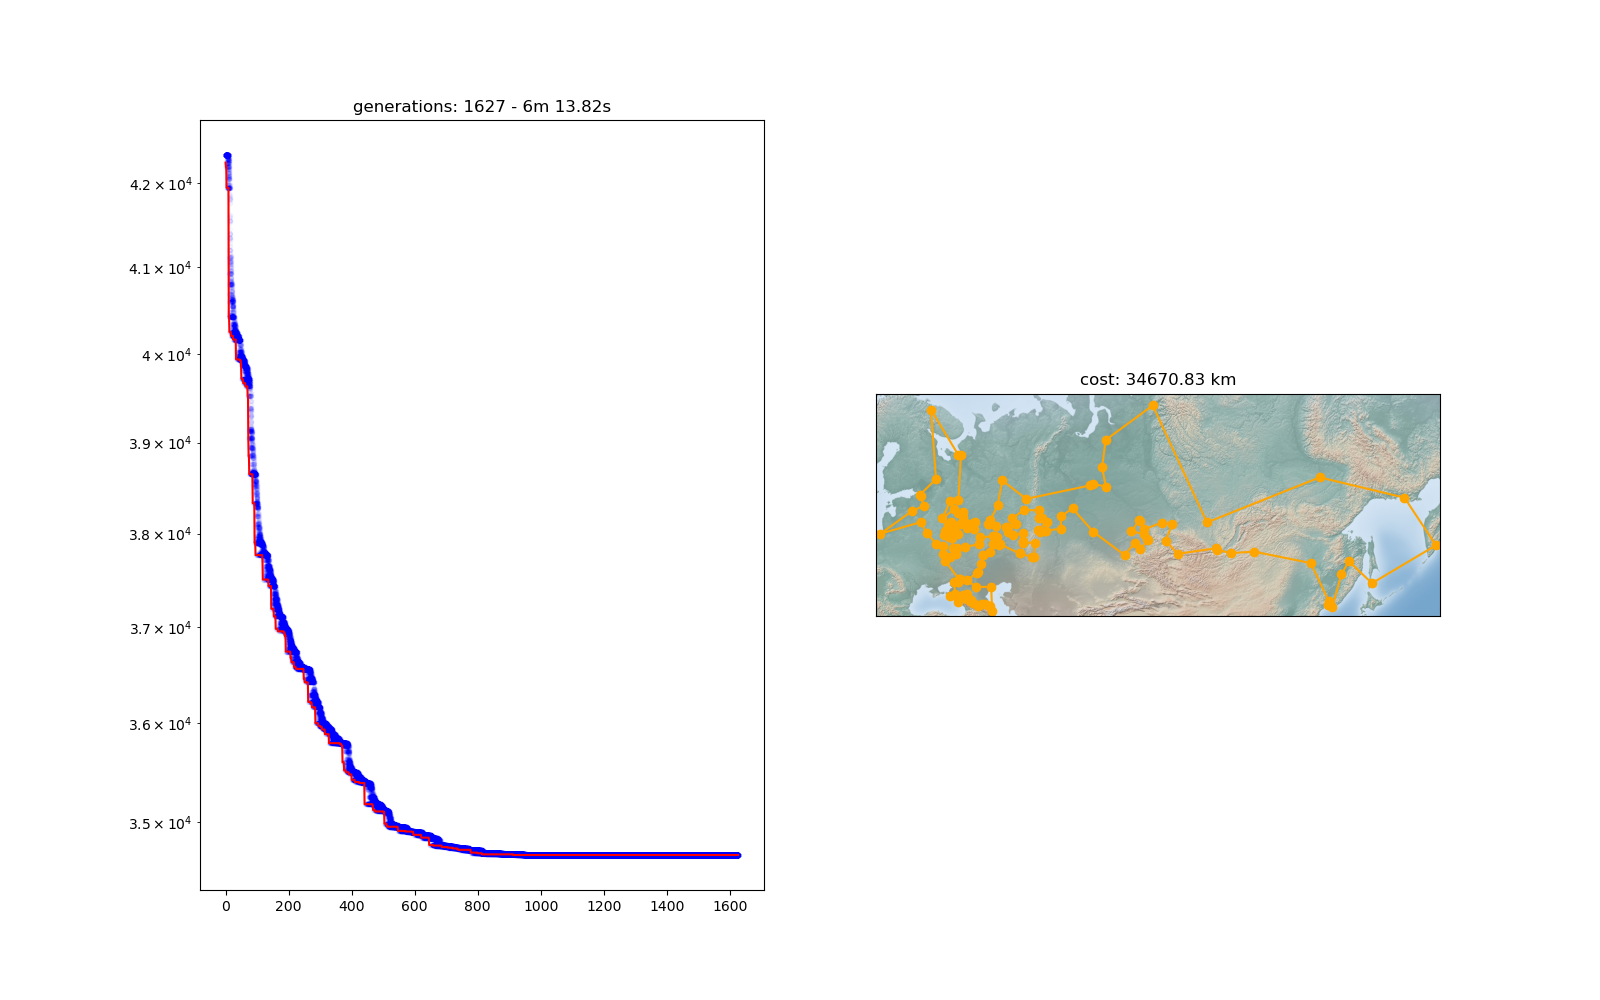 generations: 1627 - 6m 13.82s
4.2 × 10⁴
4.1 × 10⁴
4 × 10⁴
3.9 × 10⁴
3.8 × 10⁴
3.7 × 10⁴
3.6 × 10⁴
3.5 × 10⁴
0 200 400 600 800 1000 1200 1400 1600
cost: 34670.83 km